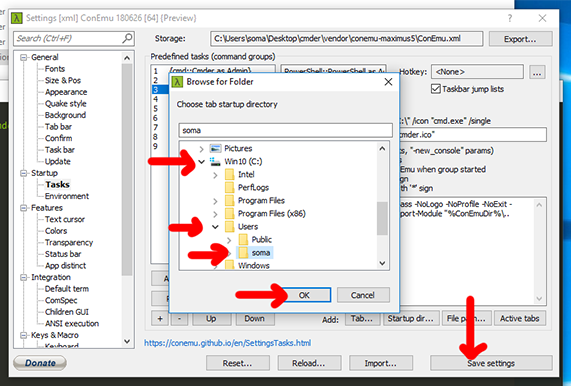 Settings [xml] ConEmu 180626 [64] {Preview}
Search (Ctrl+F)
Storage:
C:\Users\soma\Desktop\cmder\vendor\conemu-maximus5\ConEmu.xml
Export...
General
Fonts
Size & Pos
Appearance
Quake style
Background
Tab bar
Confirm
Task bar
Update
Startup
Tasks
Environment
Features
Text cursor
Colors
Transparency
Status bar
App distinct
Integration
Default term
ComSpec
Children GUI
ANSI execution
Keys & Macro
Keyboard
Predefined tasks (command groups)
1
2
3
4
5
6
7
8
9
{cmd::Cmder as Admin}
PowerShell::PowerShell as A
Hotkey:
<None>
...
Taskbar jump lists
Browse for Folder
Choose tab startup directory
soma
Pictures
Win10 (C:)
Intel
PerfLogs
Program Files
Program Files (x86)
Users
Public
soma
Windows
OK
Cancel
:\" /icon "cmd.exe" /single
cmder.ico"
s, "-new_console" params)
Emu when group started
with '*' sign
ass -NoLogo -NoProfile -NoExit -
port-Module "%ConEmuDir%\..
+
-
Up
Down
Add:
Tab...
Startup dir...
File path...
Active tabs
https://conemu.github.io/en/SettingsTasks.html
Donate
Reset...
Reload...
Import...
Save settings